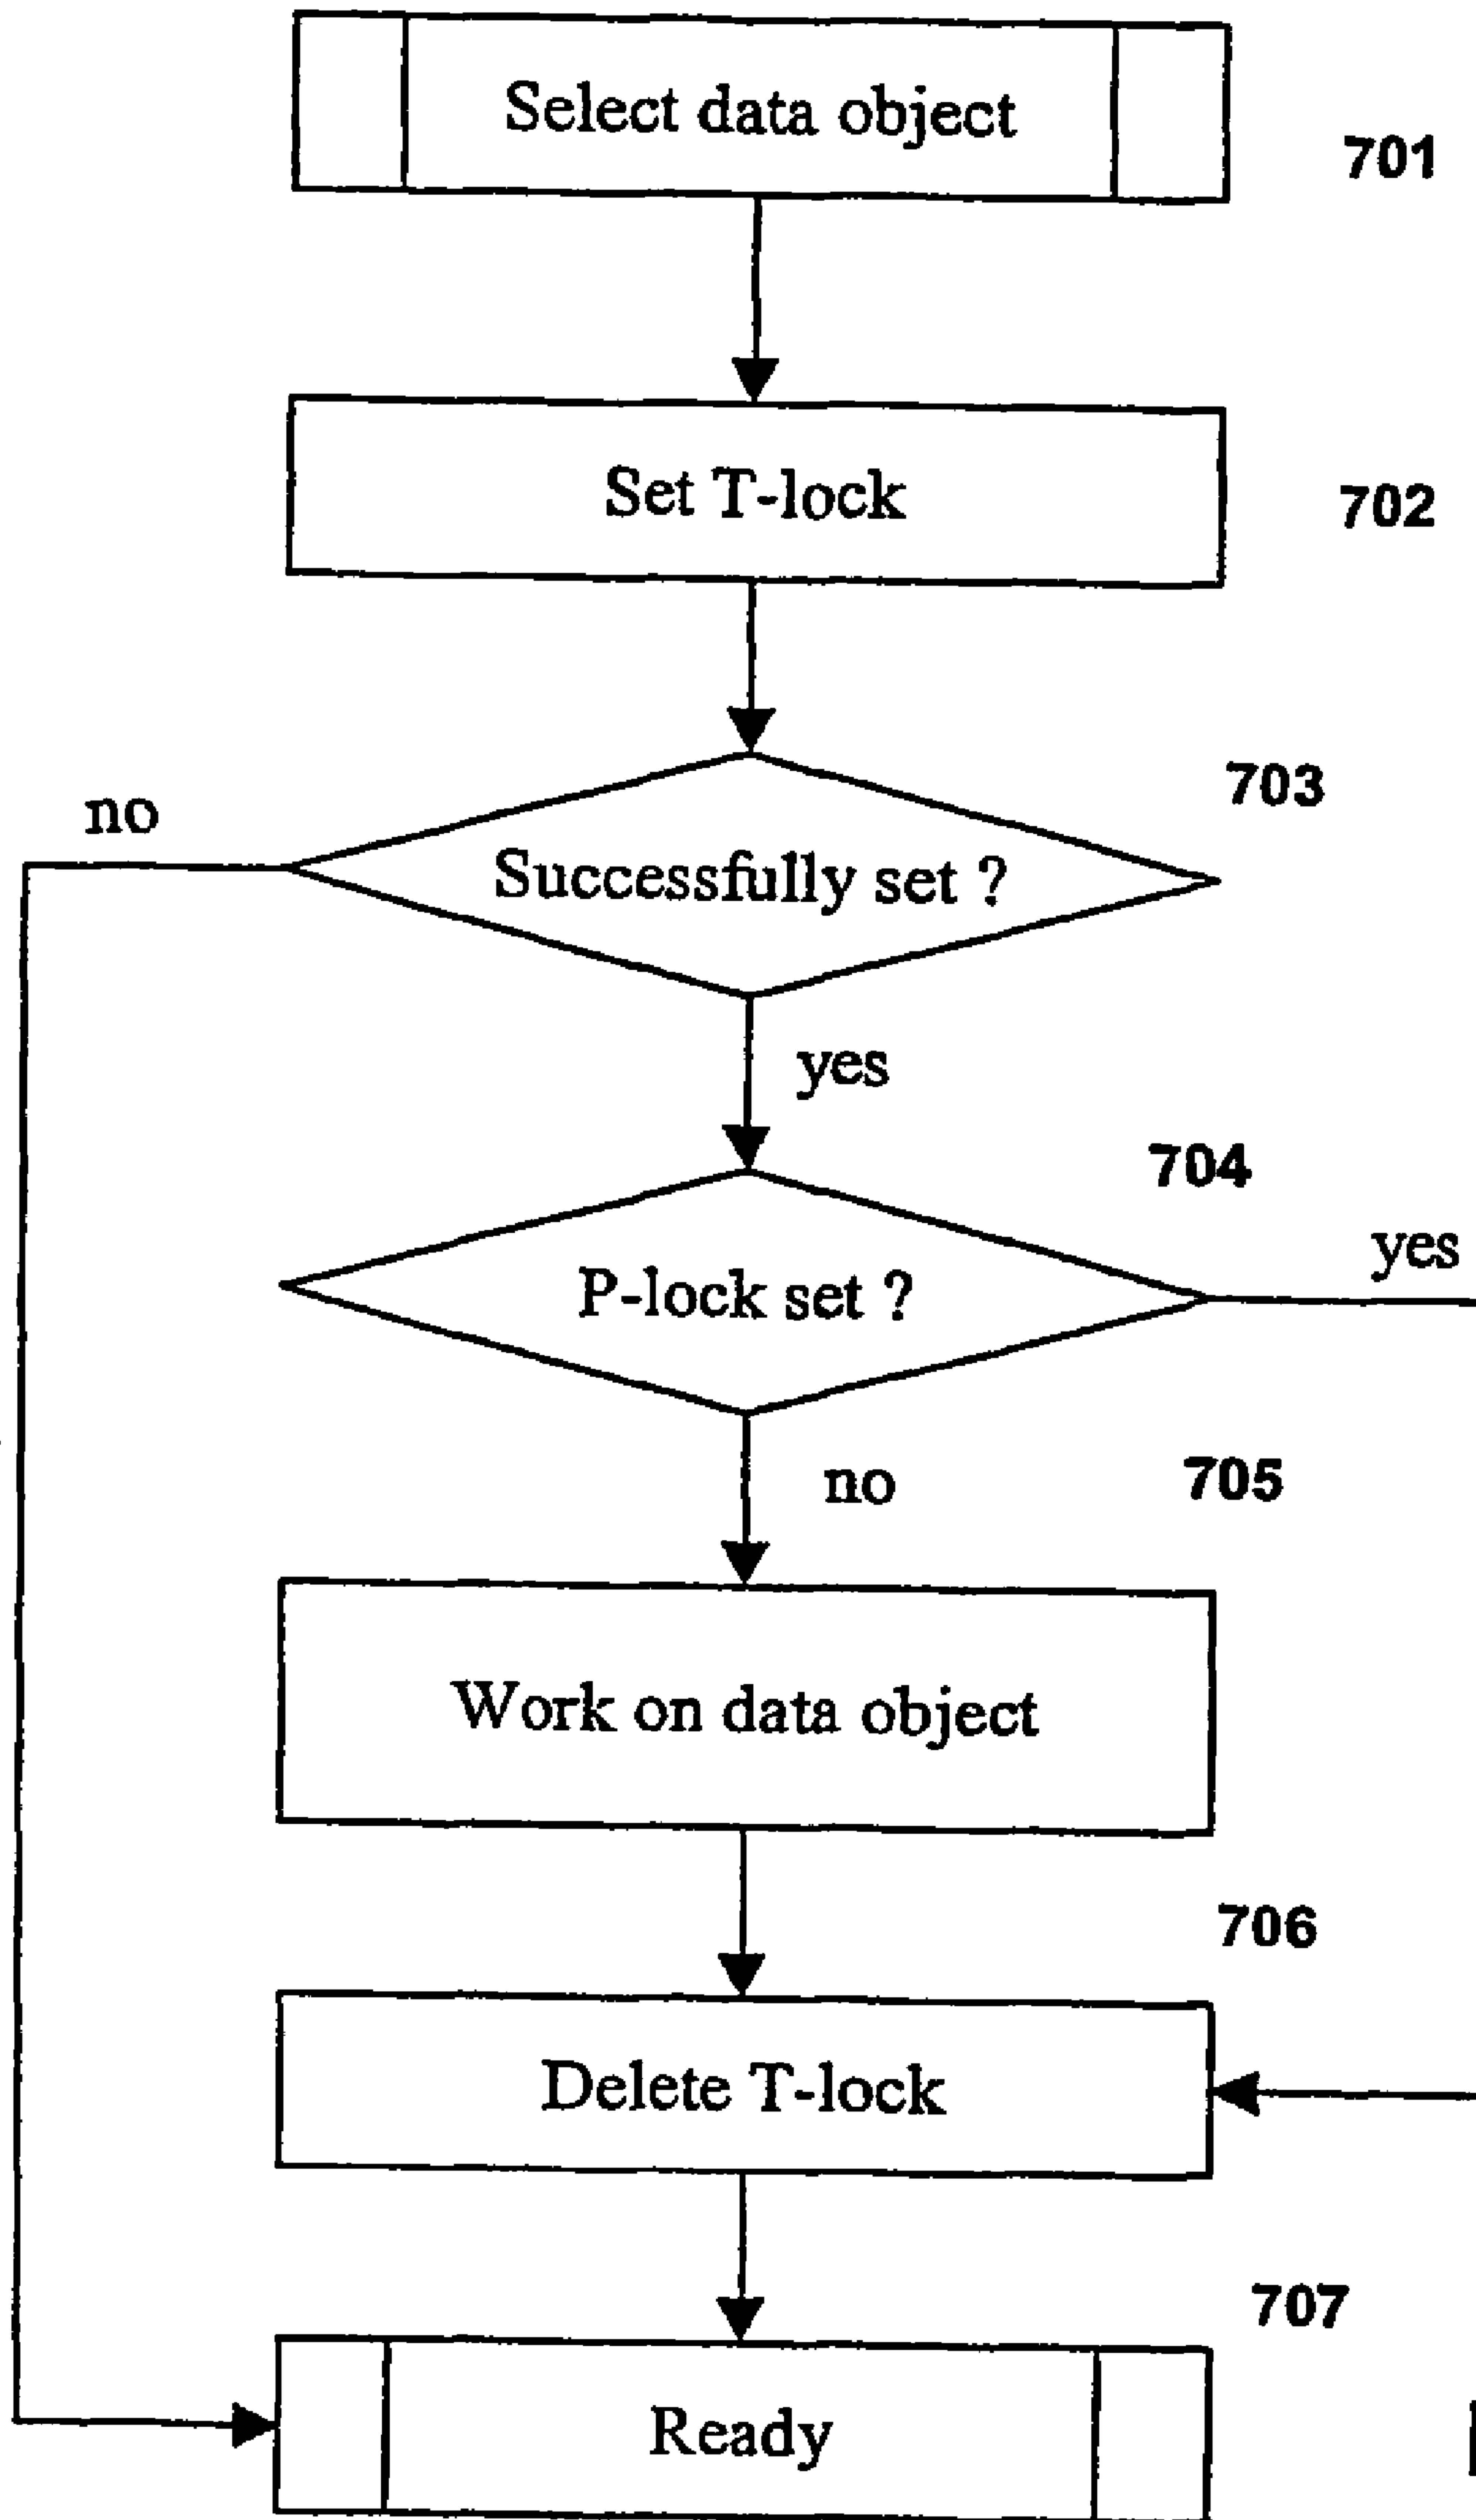 Select data object
701
Set T-lock
702
703
no
Successfully set ?
yes
704
yes
P-lock set ?
no
705
Work on data object
706
Delete T-lock
707
Ready